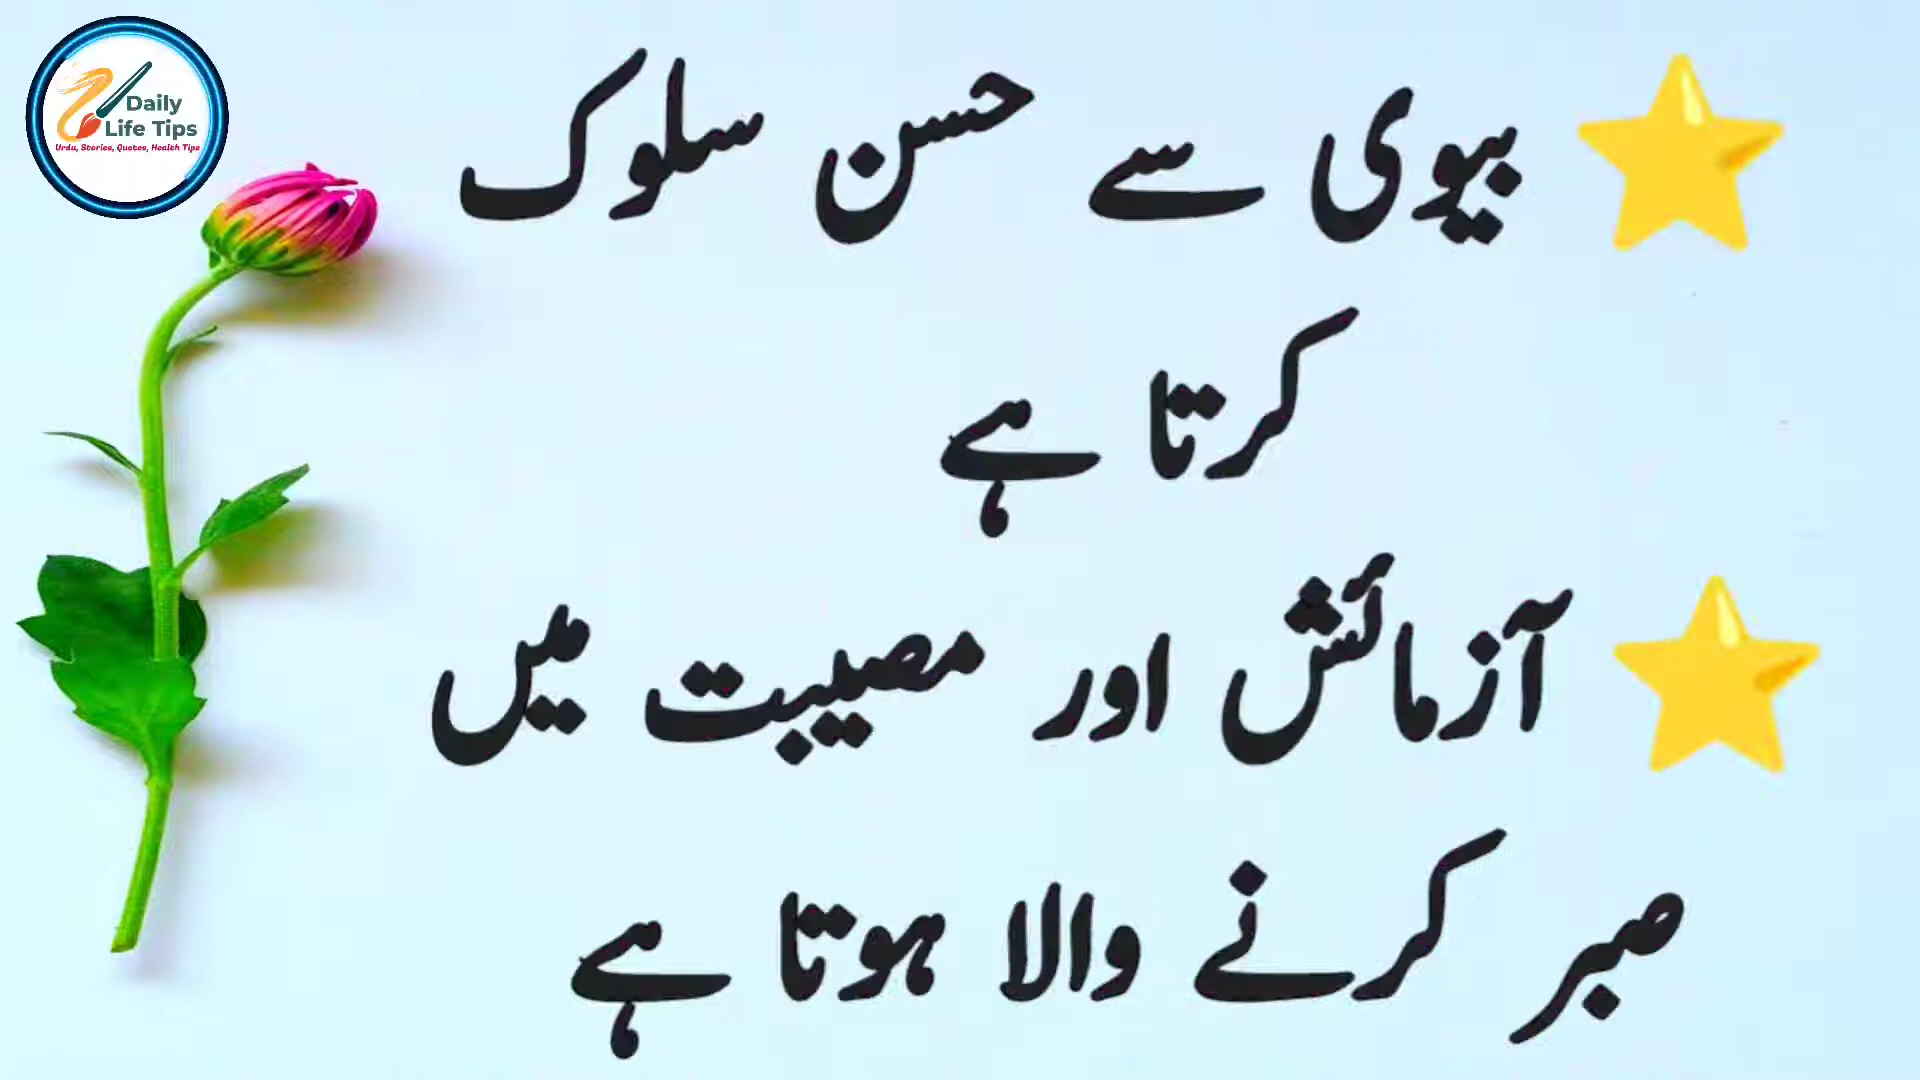 Daily
Life Tips
Urdu, Stories, Quotes, Health Tips
بیوی سے حسن سلوک
کرتا ہے
آزمائش اور مصیبت میں
صبر کرنے والا ہوتا ہے